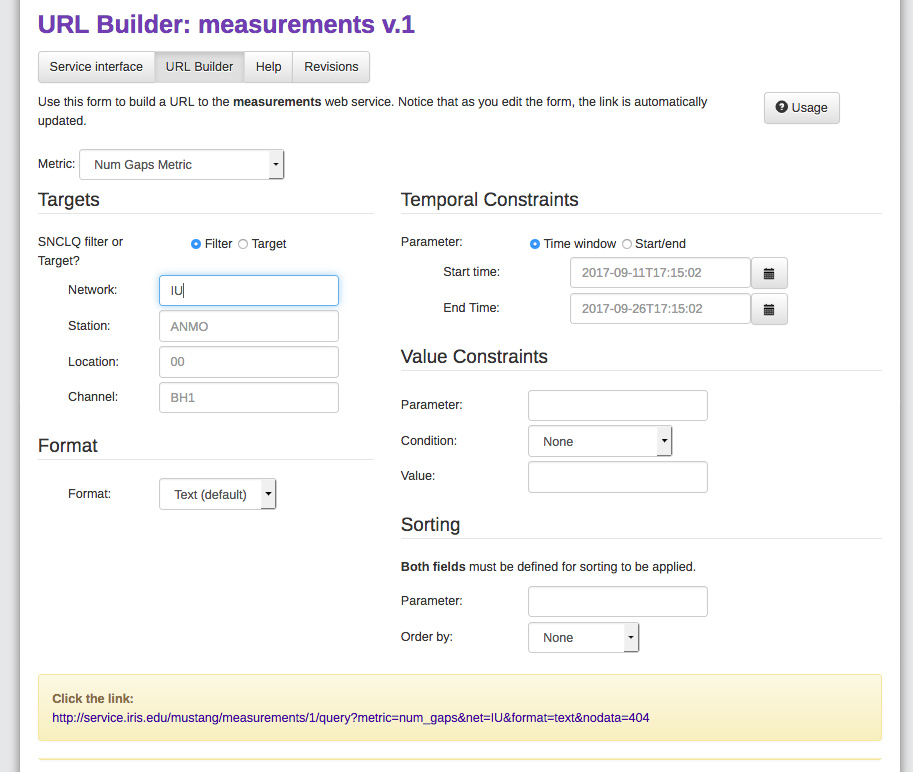 URL Builder: measurements v.1
Service interface URL Builder Help Revisions
Use this form to build a URL to the measurements web service. Notice that as you edit the form, the link is automatically
updated.
Usage
Metric: Num Gaps Metric
Targets
SNCLQ filter or
Target?
Filter Target
Network: IU
Station: ANMO
Location: 00
Channel: BH1
Format
Format: Text (default)
Temporal Constraints
Parameter: Time window Start/end
Start time: 2017-09-11T17:15:02
End Time: 2017-09-26T17:15:02
Value Constraints
Parameter:
Condition: None
Value:
Sorting
Both fields must be defined for sorting to be applied.
Parameter:
Order by: None
Click the link:
http://service.iris.edu/mustang/measurements/1/query?metric=num_gaps&net=IU&format=text&nodata=404